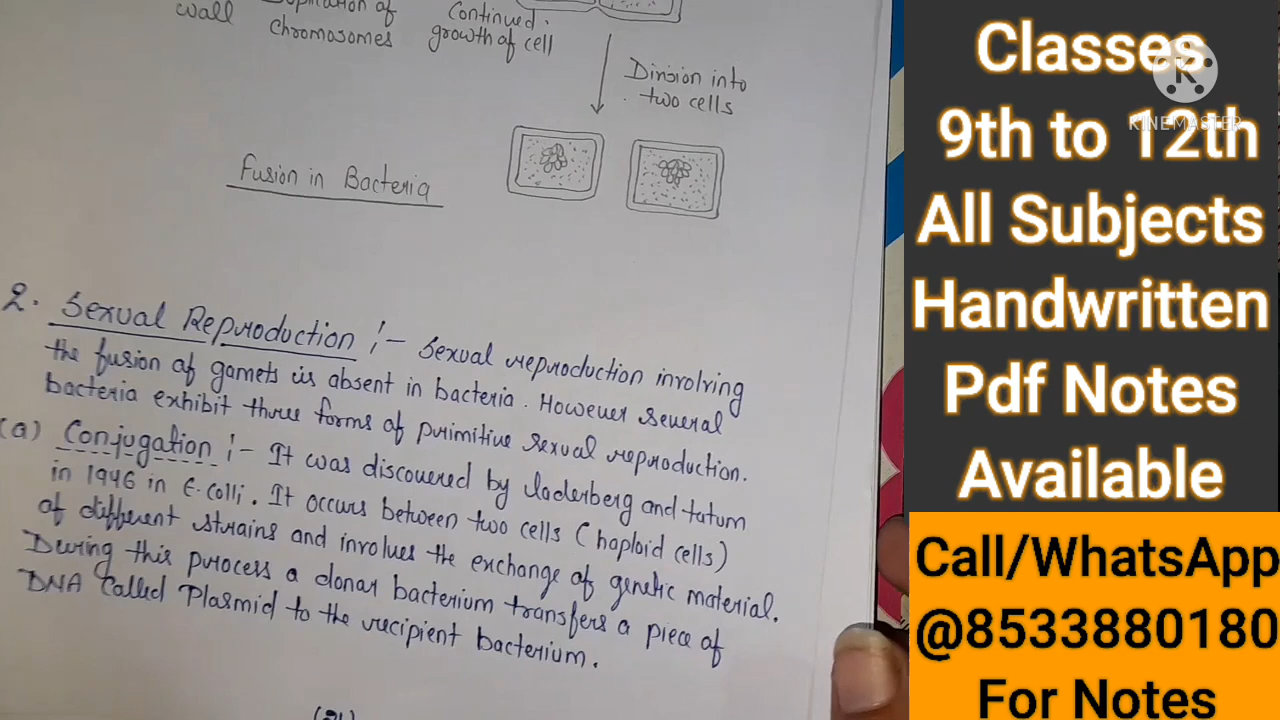 wall
of
chromosomes
Continued
growth of cell
Division into
two cells
Fusion in Bacteria
2. Sexual Reproduction :- Sexual reproduction involving
the fusion of gamets is absent in bacteria. However several
bacteria exhibit three forms of primitive sexual reproduction.
(a) Conjugation :- It was discovered by laderberg and tatum
in 1946 in E. Colli. It occurs between two cells (haploid cells)
of different strains and involves the exchange of genetic material.
During this process a donar bacterium transfers a piece of
DNA called Plasmid to the recipient bacterium.
Classes
9th to 12th
All Subjects
Handwritten
Pdf Notes
Available
Call/WhatsApp
@8533880180
For Notes
K
KINEMASTER